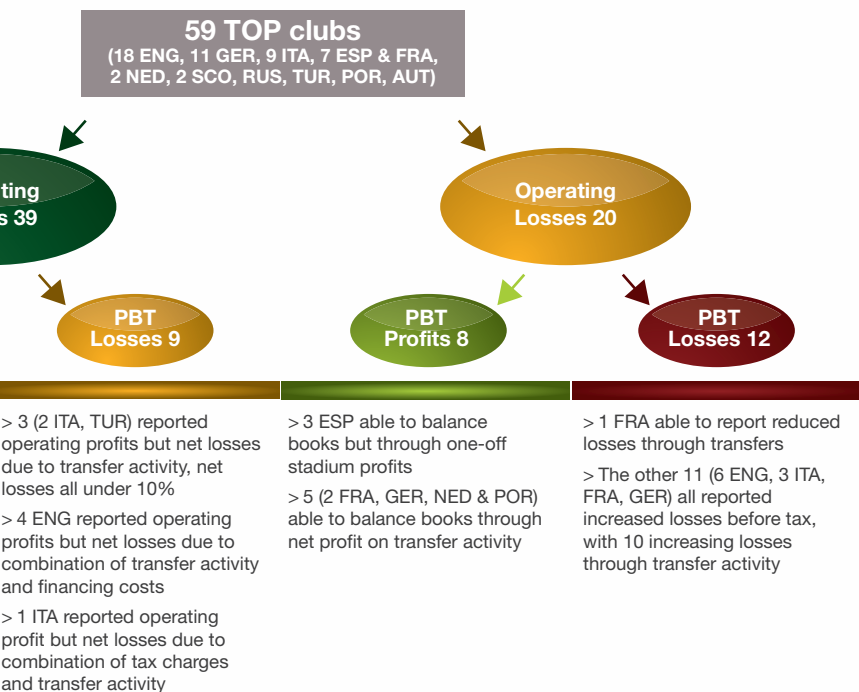 59 TOP clubs
(18 ENG, 11 GER, 9 ITA, 7 ESP & FRA,
2 NED, 2 SCO, RUS, TUR, POR, AUT)
ting
s 39
Operating
Losses 20
PBT
Losses 9
PBT
Profits 8
PBT
Losses 12
> 3 (2 ITA, TUR) reported
operating profits but net losses
due to transfer activity, net
losses all under 10%
> 4 ENG reported operating
profits but net losses due to
combination of transfer activity
and financing costs
> 1 ITA reported operating
profit but net losses due to
combination of tax charges
and transfer activity
> 3 ESP able to balance
books but through one-off
stadium profits
> 5 (2 FRA, GER, NED & POR)
able to balance books through
net profit on transfer activity
> 1 FRA able to report reduced
losses through transfers
> The other 11 (6 ENG, 3 ITA,
FRA, GER) all reported
increased losses before tax,
with 10 increasing losses
through transfer activity